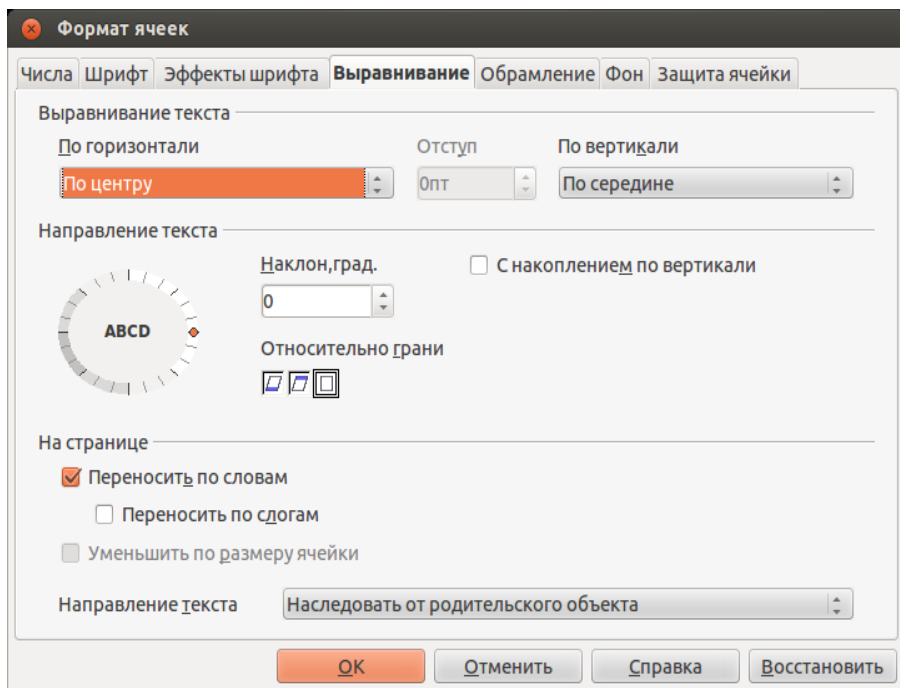 Формат ячеек
Числа Шрифт Эффекты шрифта Выравнивание Обрамление Фон Защита ячейки
Выравнивание текста
По горизонтали Отступ По вертикали
По центру 0пт По середине
Направление текста
Наклон,град. С накоплением по вертикали
0
ABCD
Относительно грани
На странице
Переносить по словам
Переносить по слогам
Уменьшить по размеру ячейки
Направление текста Наследовать от родительского объекта
OK Отменить Справка Восстановить